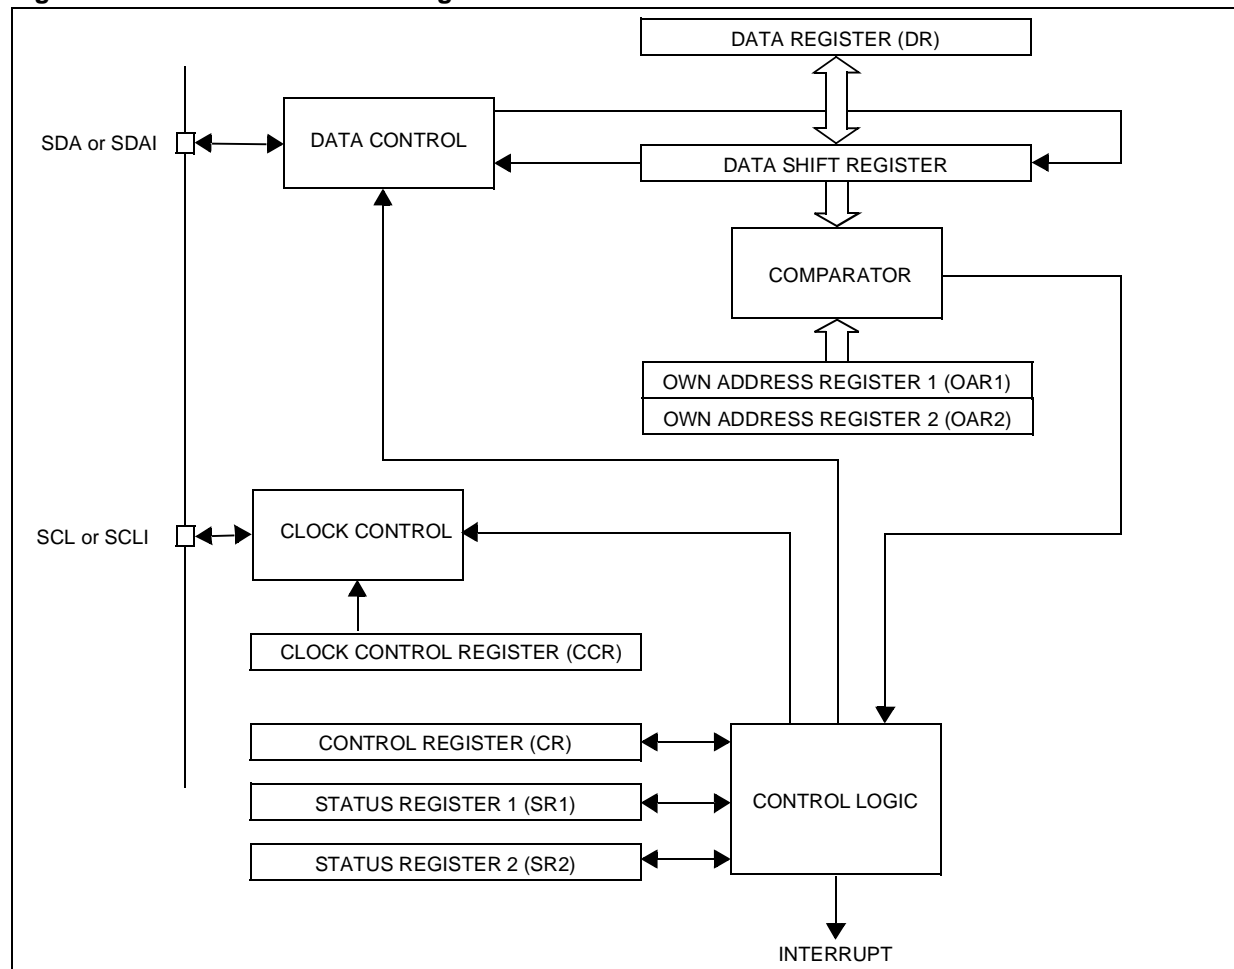 DATA REGISTER (DR)
SDA or SDAI
DATA CONTROL
DATA SHIFT REGISTER
COMPARATOR
OWN ADDRESS REGISTER 1 (OAR1)
OWN ADDRESS REGISTER 2 (OAR2)
SCL or SCLI
CLOCK CONTROL
CLOCK CONTROL REGISTER (CCR)
CONTROL REGISTER (CR)
STATUS REGISTER 1 (SR1)
CONTROL LOGIC
STATUS REGISTER 2 (SR2)
INTERRUPT